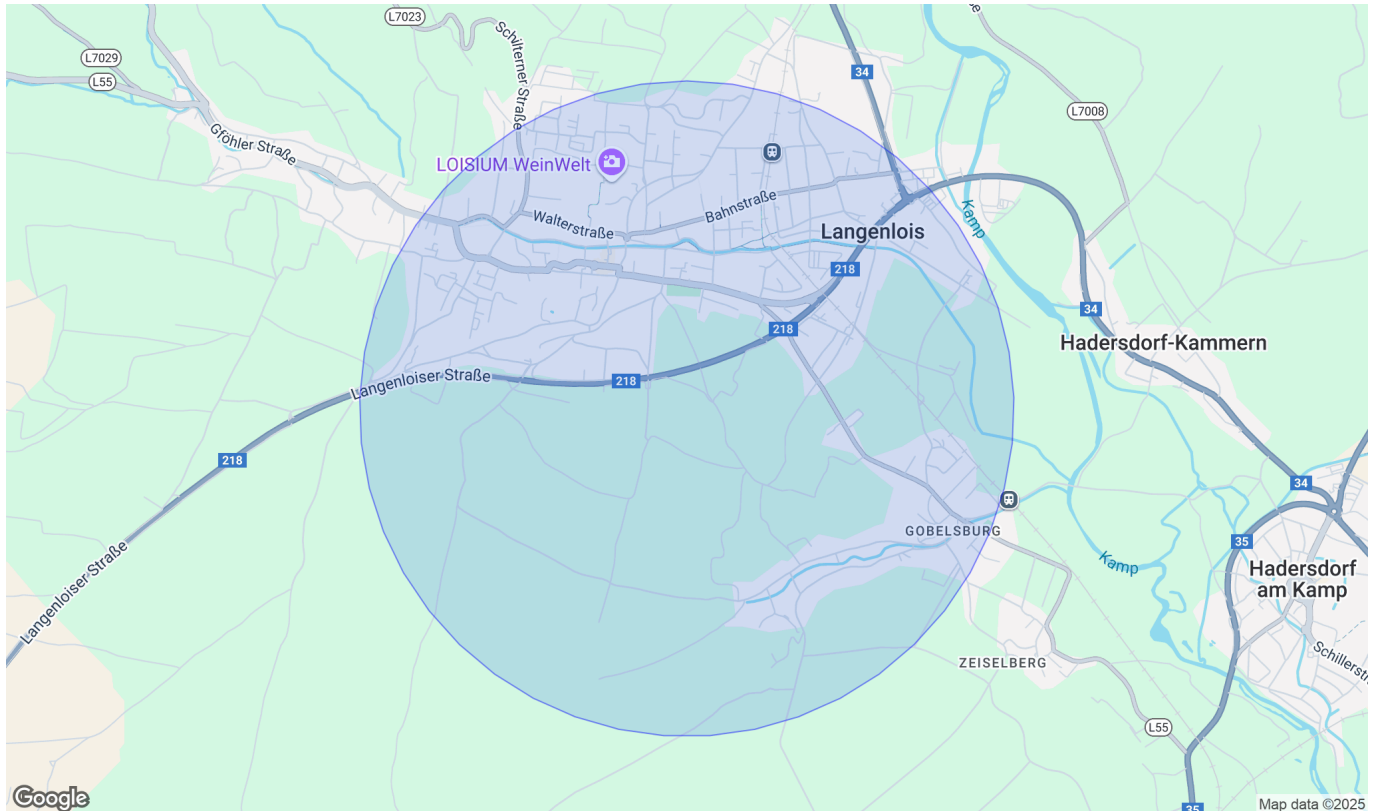 L7023
L7029
L55
Schilterner Straße
34
L7008
Gföhler Straße
LOISIUM WeinWelt
Bahnstraße
Walterstraße
Kamp
Langenlois
218
34
218
Hadersdorf-Kammern
Langenloiser Straße
218
218
34
GOBELSBURG
35
Kamp
Hadersdorf
am Kamp
Langenloiser Straße
ZEISELBERG
L55
35
Google
Map data ©2025